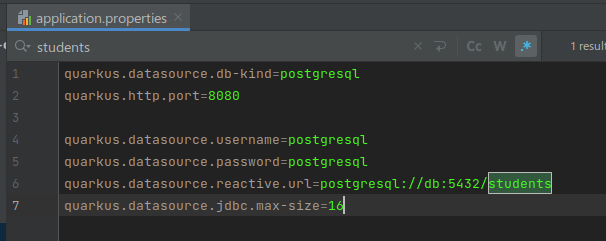 application.properties
students
Cc
W
.*
1 result
1 quarkus.datasource.db-kind=postgresql
2 quarkus.http.port=8080
3
4 quarkus.datasource.username=postgresql
5 quarkus.datasource.password=postgresql
6 quarkus.datasource.reactive.url=postgresql://db:5432/students
7 quarkus.datasource.jdbc.max-size=16